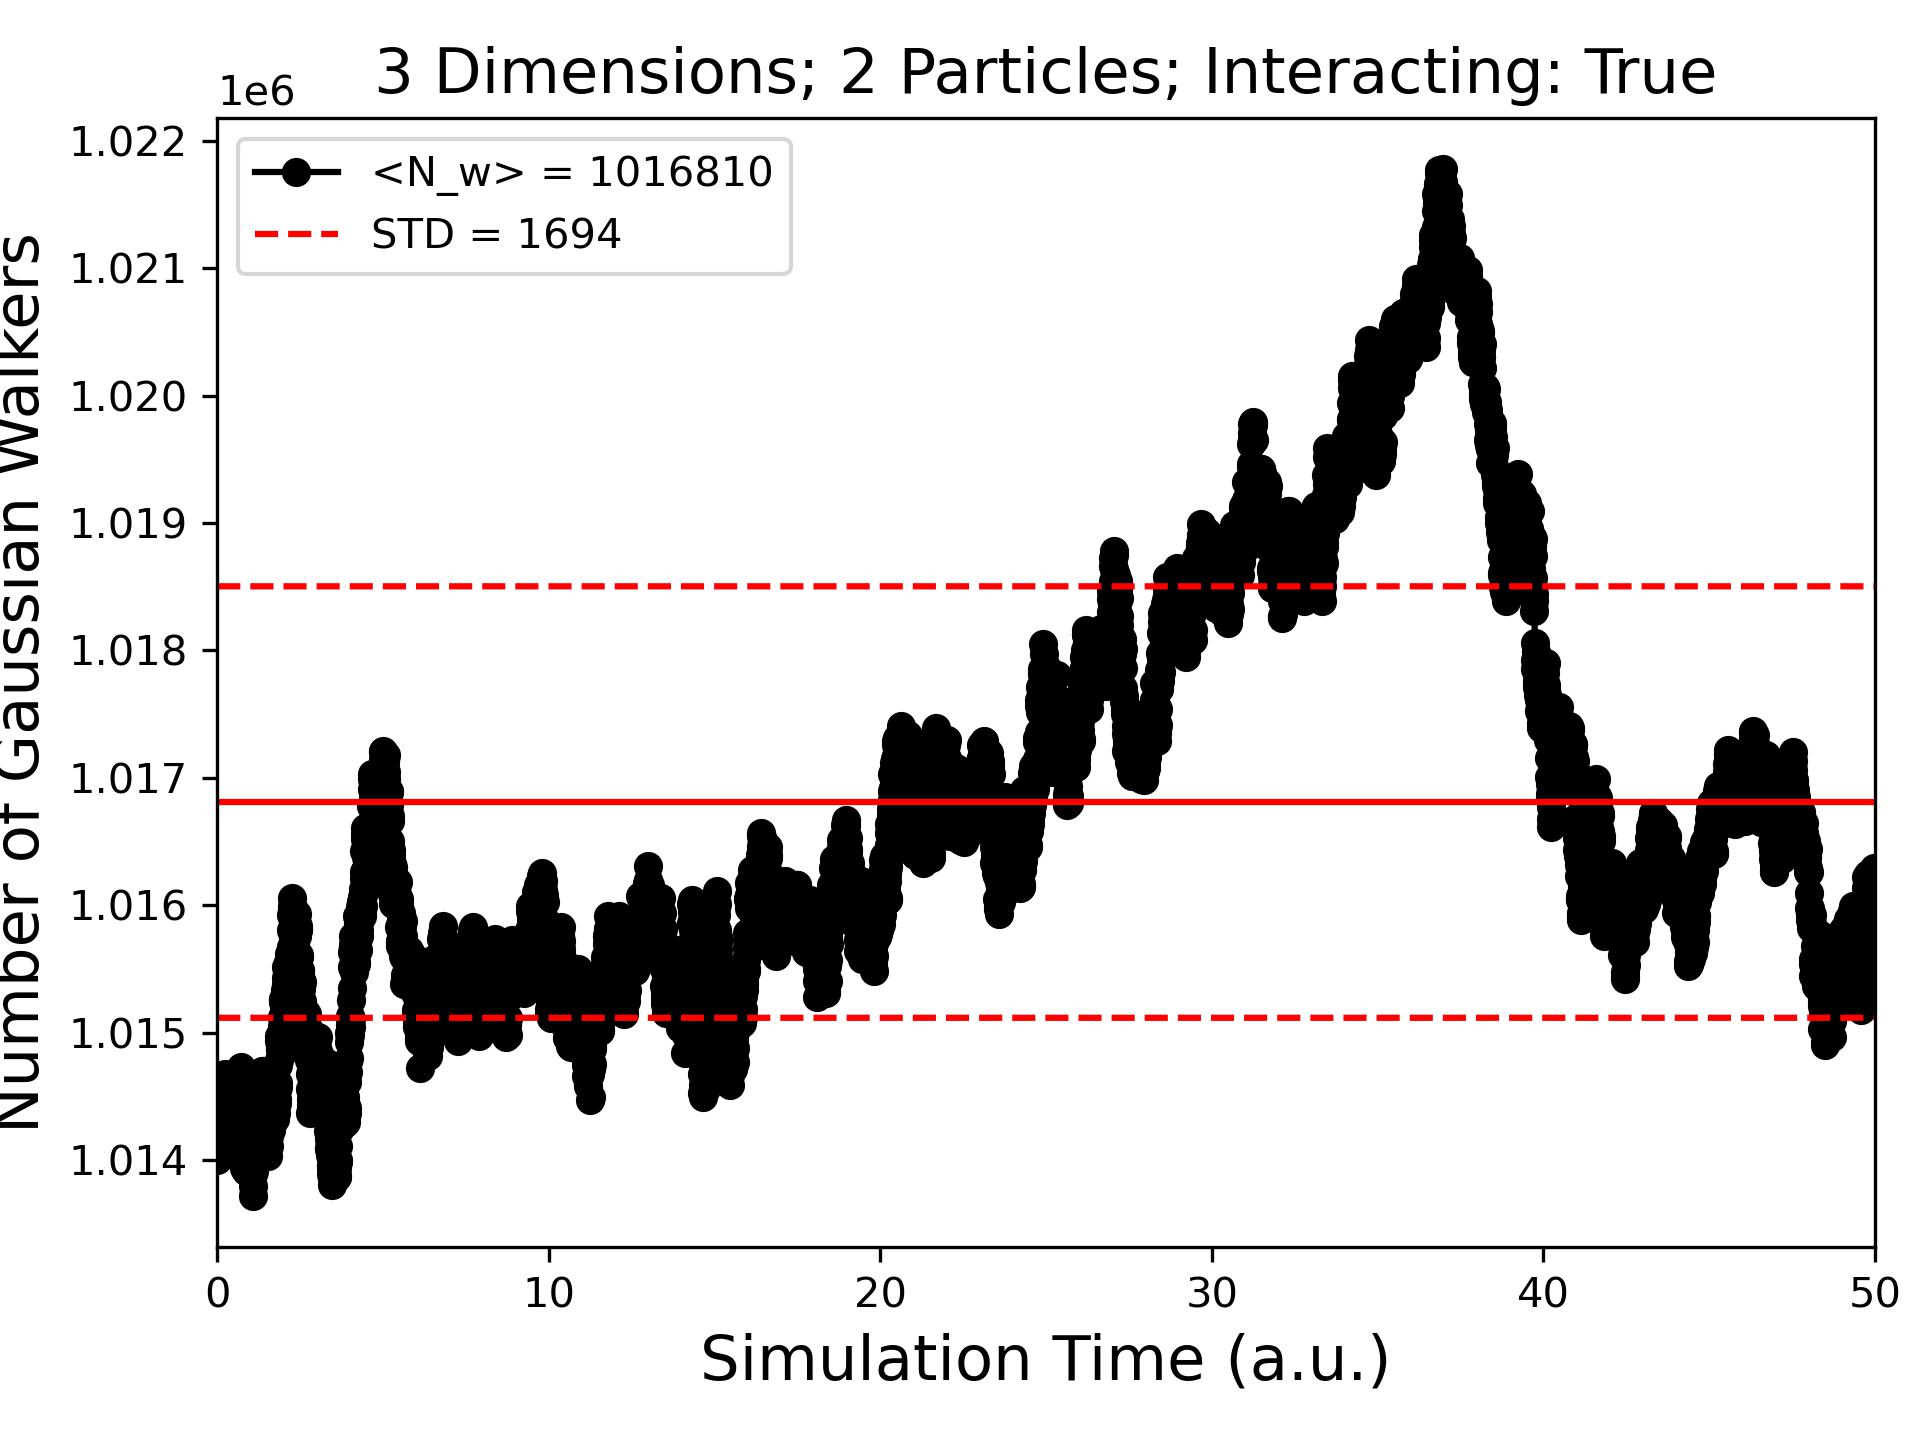 3 Dimensions; 2 Particles; Interacting: True
1e6
<N_w> = 1016810
STD = 1694
Number of Gaussian Walkers
1.022
1.021
1.020
1.019
1.018
1.017
1.016
1.015
1.014
0
10
20
30
40
50
Simulation Time (a.u.)